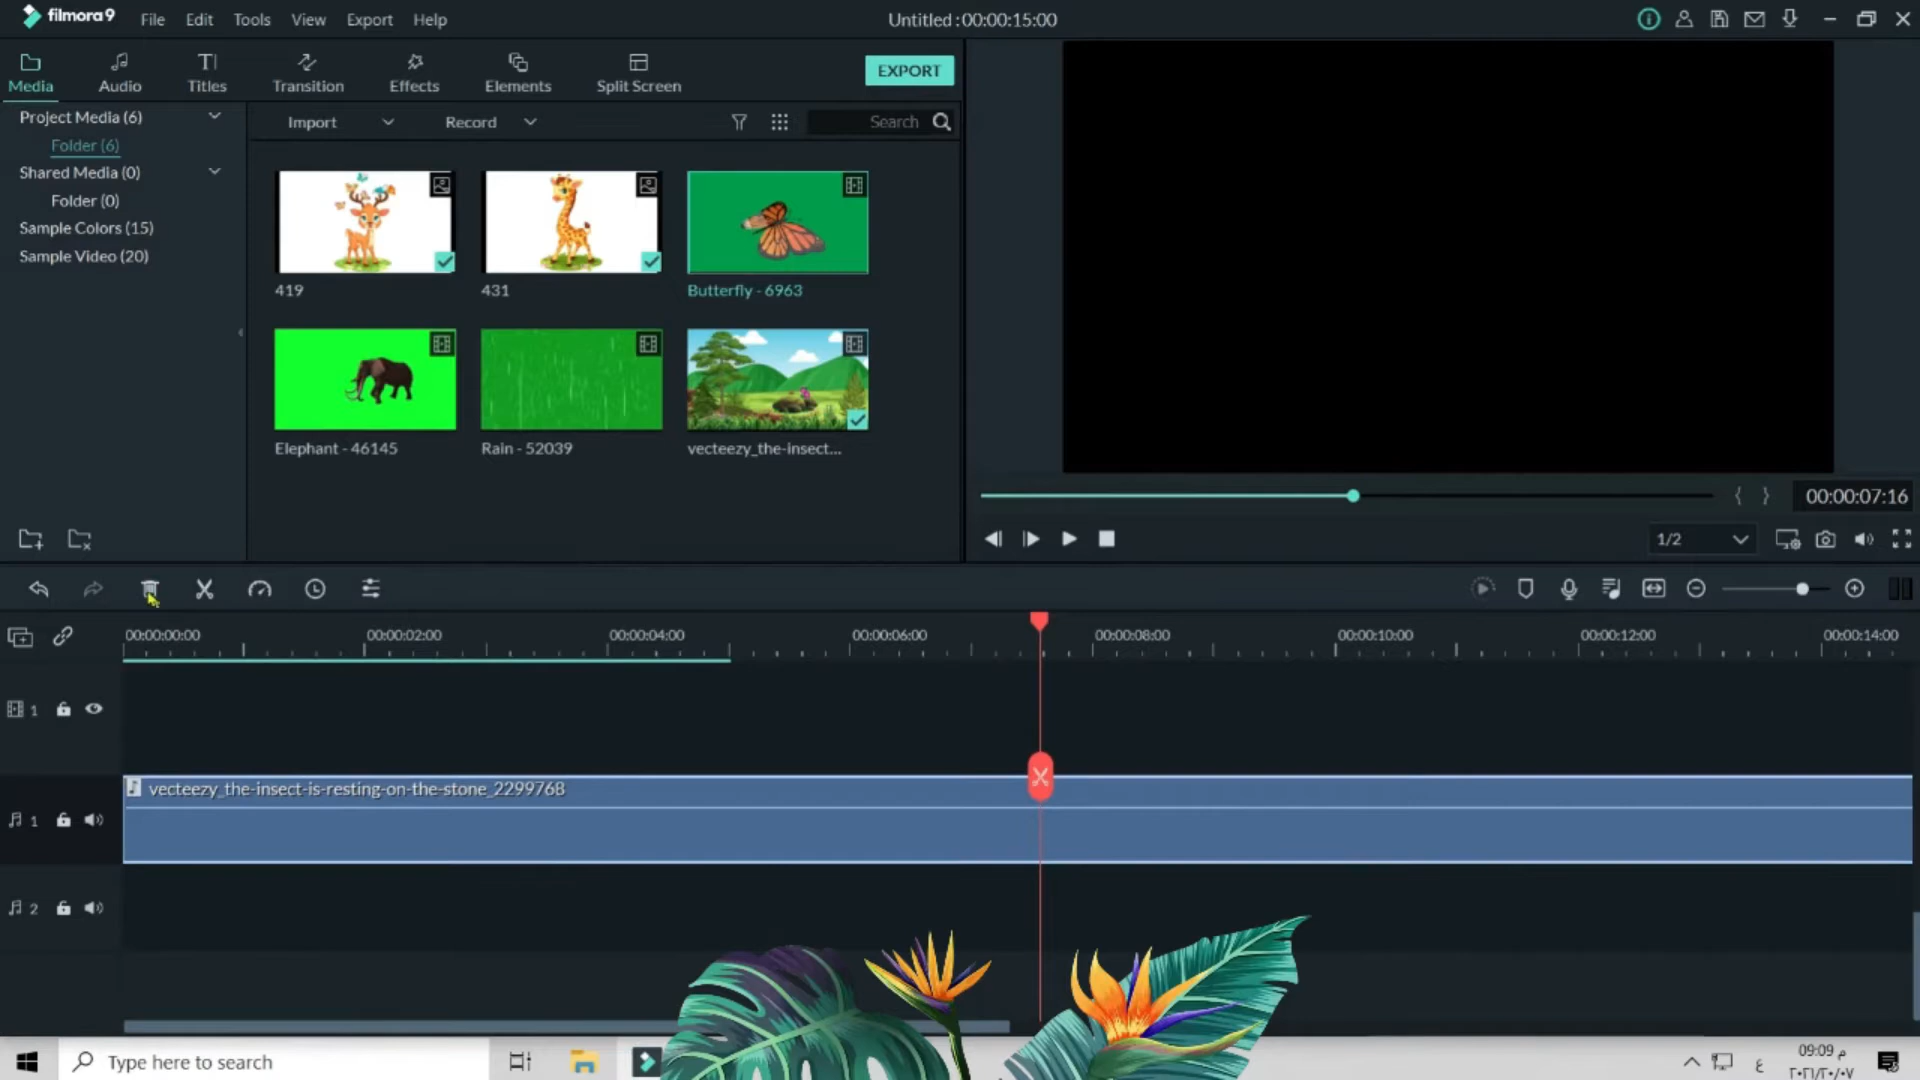 filmora9 File Edit Tools View Export Help Untitled : 00:00:15:00
Media Audio Titles Transition Effects Elements Split Screen EXPORT
Project Media (6) Import Record Search
Folder (6)
Shared Media (0)
Folder (0)
Sample Colors (15)
Sample Video (20)
419 431 Butterfly - 6963
Elephant - 46145 Rain - 52039 vecteezy_the-insect...
00:00:07:16
1/2
00:00:00:00 00:00:02:00 00:00:04:00 00:00:06:00 00:00:08:00 00:00:10:00 00:00:12:00 00:00:14:00
1
vecteezy_the-insect-is-resting-on-the-stone_2299768
1
2
Type here to search
ع
09:09 م